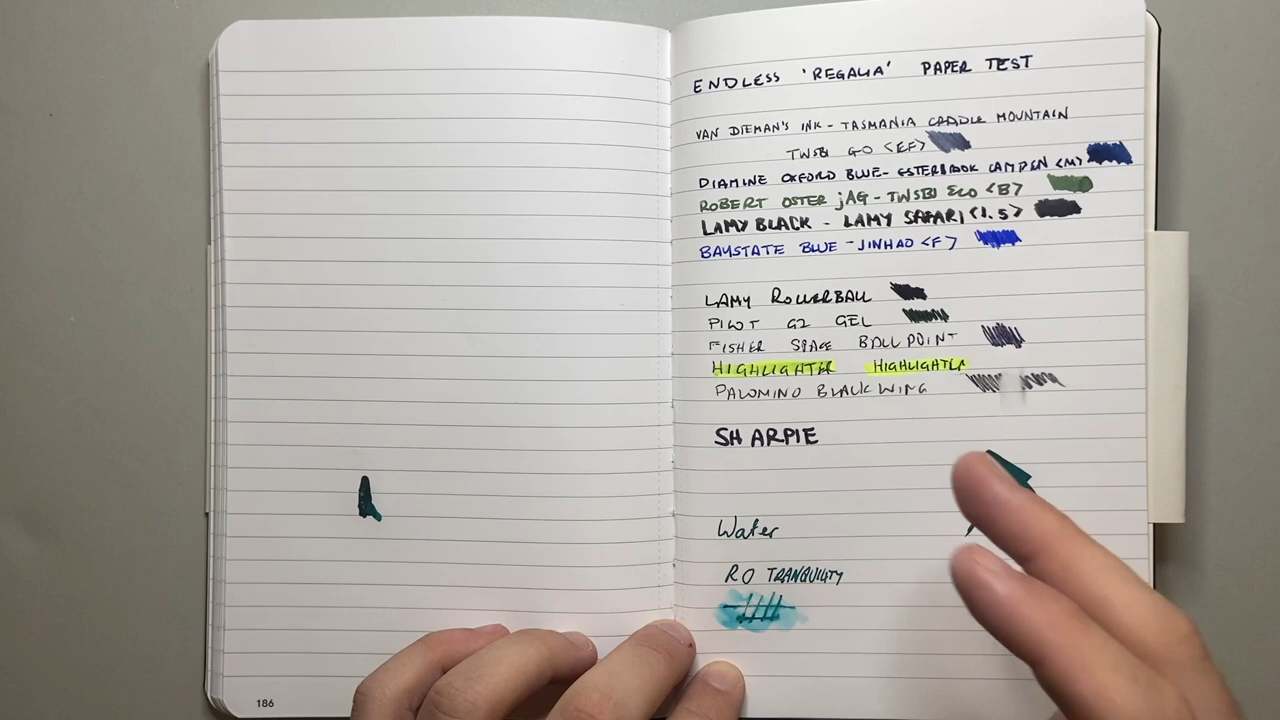 ENDLESS 'REGALIA' PAPER TEST
VAN DIEMAN'S INK - TASMANIA CRADLE MOUNTAIN
TWSBI GO <EF>
DIAMINE OXFORD BLUE - ESTERBROOK CAMDEN <M>
ROBERT OSTER JAG - TWSBI ECO <B>
LAMY BLACK - LAMY SAFARI <1.5>
BAYSTATE BLUE - JINHAO <F>
LAMY ROLLERBALL
PILOT G2 GEL
FISHER SPACE BALLPOINT
HIGHLIGHTER HIGHLIGHTER
PALOMINO BLACKWING
SHARPIE
Water
RO TRANQUILITY
186